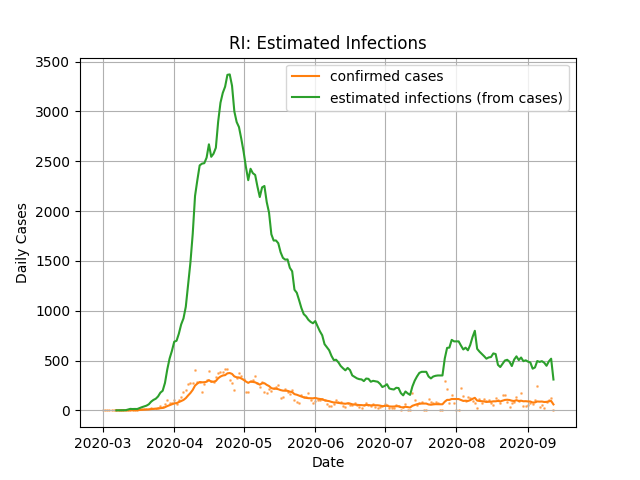 RI: Estimated Infections
confirmed cases
estimated infections (from cases)
Daily Cases
3500
3000
2500
2000
1500
1000
500
0
2020-03 2020-04 2020-05 2020-06 2020-07 2020-08 2020-09
Date